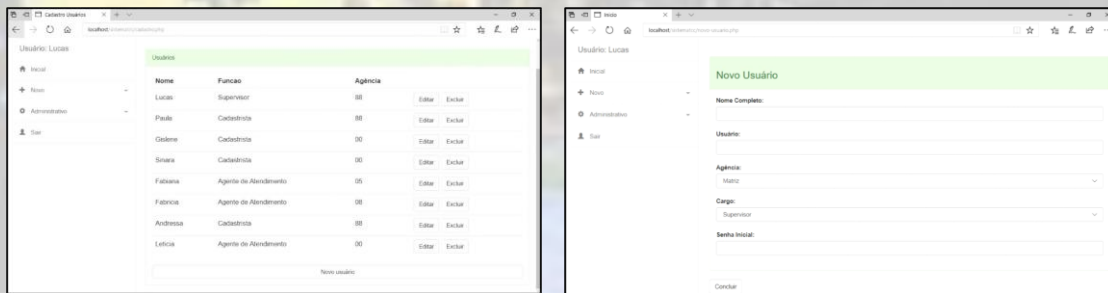 Cadastro Usuários
localhost
Usuário: Lucas
Inicial
Novo
Administrativo
Sair
Usuários
Nome Funcao Agência
Lucas Supervisor 88 Editar Excluir
Paula Cadastrista 88 Editar Excluir
Gislene Cadastrista 00 Editar Excluir
Sinara Cadastrista 00 Editar Excluir
Fabiana Agente de Atendimento 05 Editar Excluir
Fabricia Agente de Atendimento 08 Editar Excluir
Andressa Cadastrista 88 Editar Excluir
Leticia Agente de Atendimento 00 Editar Excluir
Novo usuário
Inicio
localhost
Usuário: Lucas
Inicial
Novo
Administrativo
Sair
Novo Usuário
Nome Completo:
Usuário:
Agência:
Matriz
Cargo:
Supervisor
Senha Inicial:
Concluir